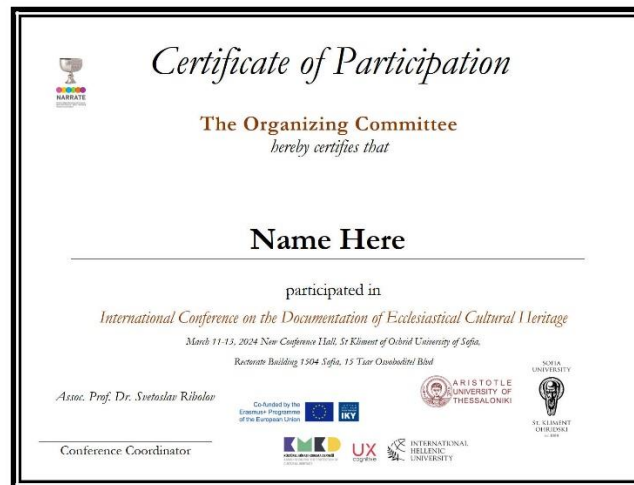 Certificate of Participation
NARRATE
The Organizing Committee
hereby certifies that
Name Here
participated in
International Conference on the Documentation of Ecclesiastical Cultural Heritage
March 11-13, 2024 New Conference Hall, St Kliment of Ochrid University of Sofia,
Rectorate Building 1504 Sofia, 15 Tsar Osvoboditel Blvd
Assoc. Prof. Dr. Svetoslav Ribolov
Conference Coordinator
Co-funded by the
Erasmus+ Programme
of the European Union
IKY
ARISTOTLE
UNIVERSITY OF
THESSALONIKI
SOFIA
UNIVERSITY
ST. KLIMENT
OHRIDSKI
KMKD
UX
cognitive
INTERNATIONAL
HELLENIC
UNIVERSITY